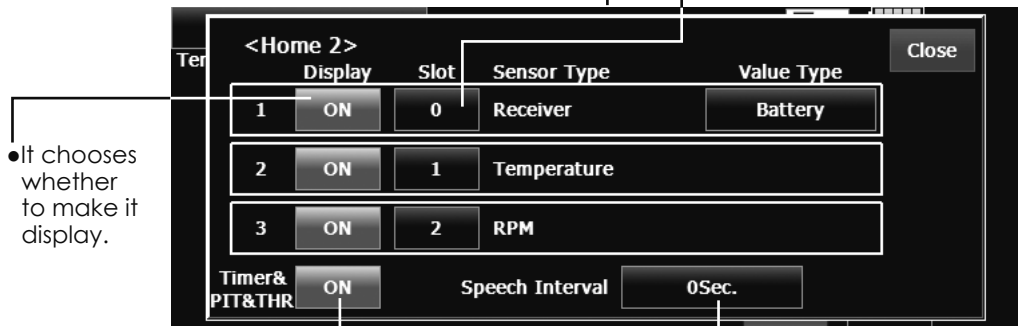 <Home 2>
Close
Ter
Display Slot Sensor Type Value Type
1 ON 0 Receiver Battery
2 ON 1 Temperature
3 ON 2 RPM
Timer&
PIT&THR ON Speech Interval 0Sec.
●It chooses
whether
to make it
display.